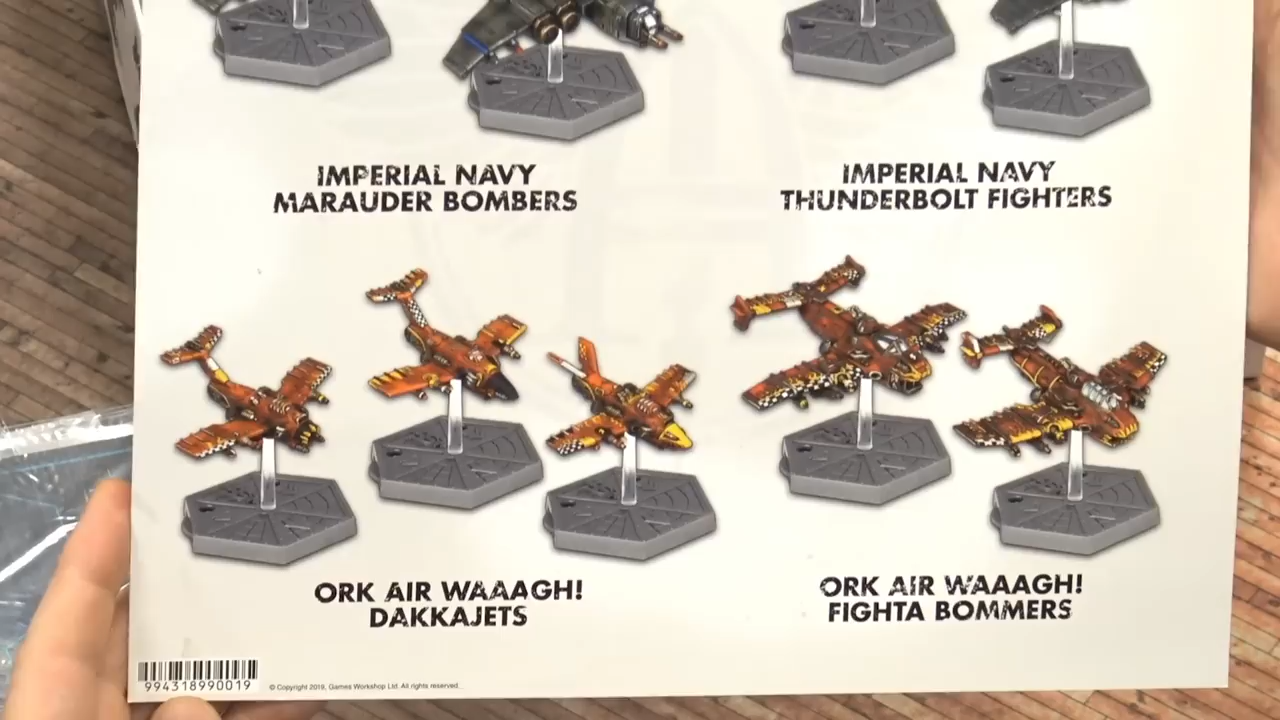 IMPERIAL NAVY
MARAUDER BOMBERS
IMPERIAL NAVY
THUNDERBOLT FIGHTERS
ORK AIR WAAAGH!
DAKKAJETS
ORK AIR WAAAGH!
FIGHTA BOMMERS
994318990019
© Copyright 2019, Games Workshop Ltd. All rights reserved.